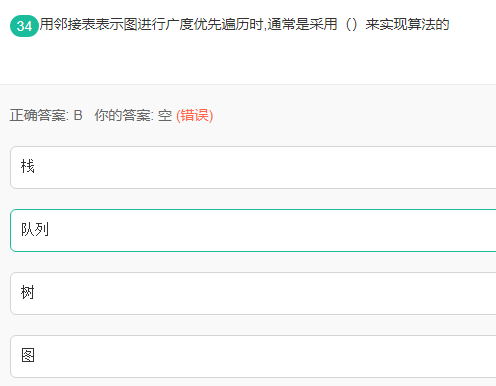 34 用邻接表表示图进行广度优先遍历时,通常是采用（）来实现算法的
正确答案: B 你的答案: 空 (错误)
栈
队列
树
图